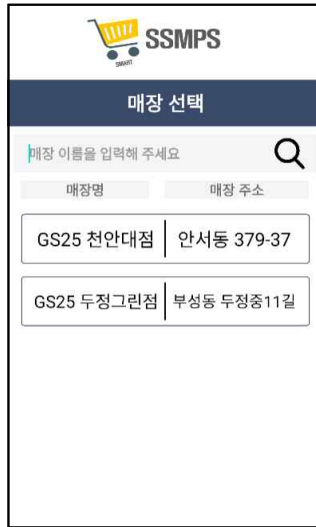 SSMPS
SMART
매장 선택
매장 이름을 입력해 주세요
매장명 매장 주소
GS25 천안대점 안서동 379-37
GS25 두정그린점 부성동 두정중11길